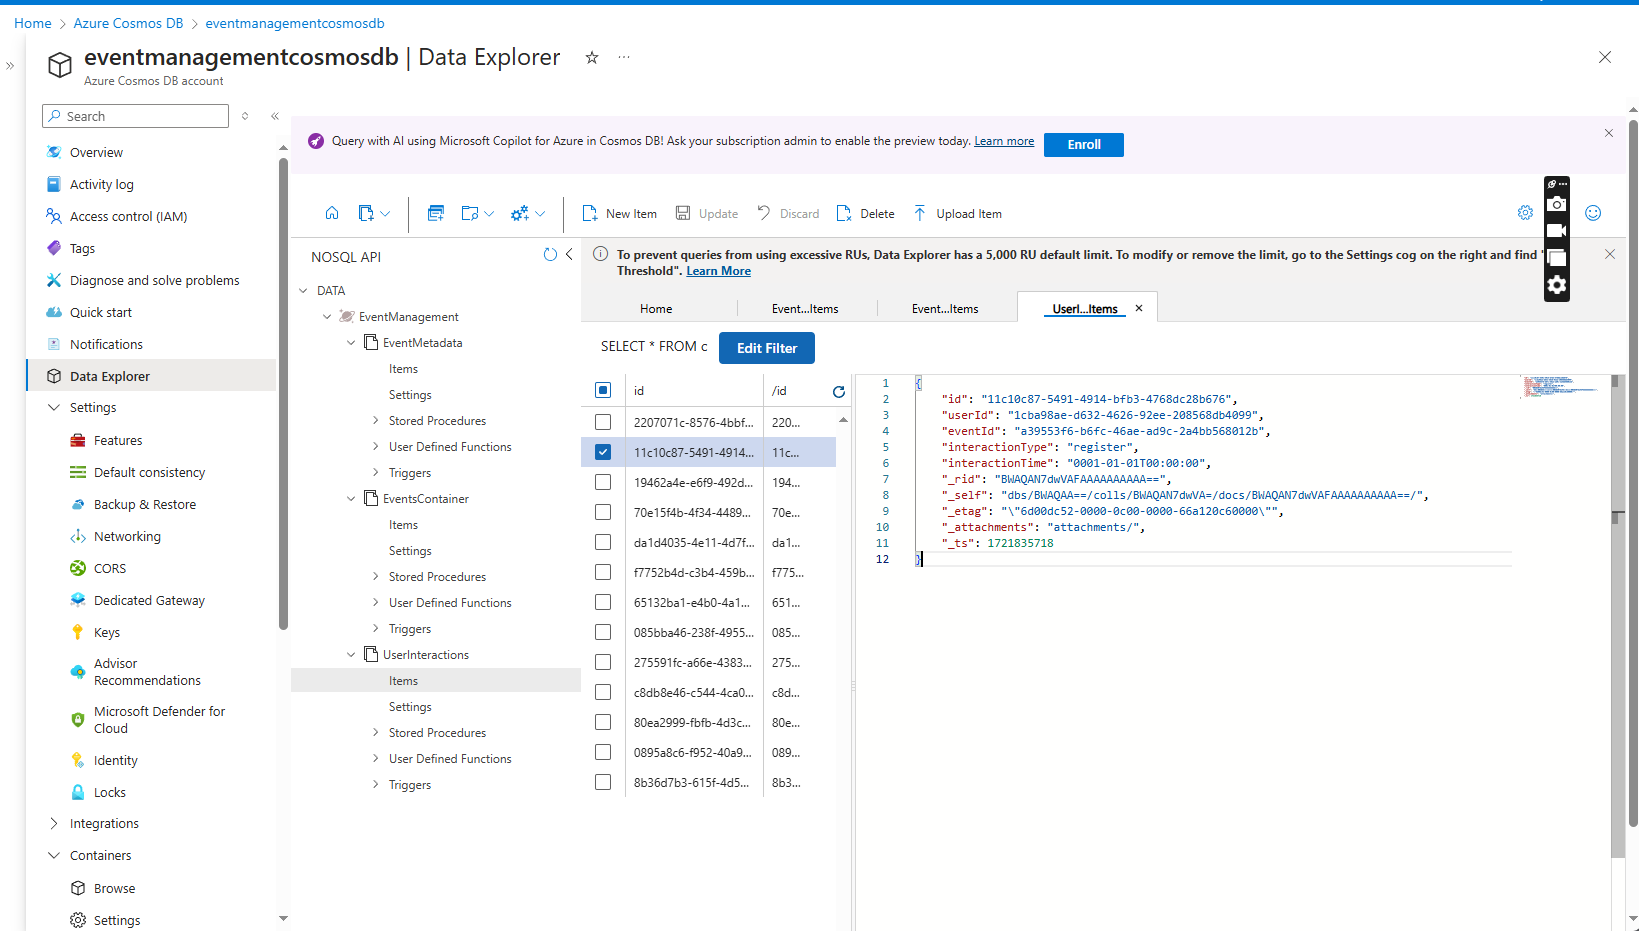 Home > Azure Cosmos DB > eventmanagementcosmosdb
eventmanagementcosmosdb | Data Explorer
Azure Cosmos DB account
Search
Overview
Activity log
Access control (IAM)
Tags
Diagnose and solve problems
Quick start
Notifications
Data Explorer
Settings
Features
Default consistency
Backup & Restore
Networking
CORS
Dedicated Gateway
Keys
Advisor
Recommendations
Microsoft Defender for
Cloud
Identity
Locks
Integrations
Containers
Browse
Settings
Query with AI using Microsoft Copilot for Azure in Cosmos DB! Ask your subscription admin to enable the preview today. Learn more
Enroll
New Item
Update
Discard
Delete
Upload Item
NOSQL API
DATA
EventManagement
EventMetadata
Items
Settings
Stored Procedures
User Defined Functions
Triggers
EventsContainer
Items
Settings
Stored Procedures
User Defined Functions
Triggers
UserInteractions
Items
Settings
Stored Procedures
User Defined Functions
Triggers
To prevent queries from using excessive RUs, Data Explorer has a 5,000 RU default limit. To modify or remove the limit, go to the Settings cog on the right and find "
Threshold". Learn More
Home
Event...Items
Event...Items
UserI...Items
SELECT * FROM c
Edit Filter
id /id
2207071c-8576-4bbf... 220...
11c10c87-5491-4914... 11c...
19462a4e-e6f9-492d... 194...
70e15f4b-4f34-4489... 70e...
da1d4035-4e11-4d7f... da1...
f7752b4d-c3b4-459b... f775...
65132ba1-e4b0-4a1... 651...
085bba46-238f-4955... 085...
275591fc-a66e-4383... 275...
c8db8e46-c544-4ca0... c8d...
80ea2999-fbfb-4d3c... 80e...
0895a8c6-f952-40a9... 089...
8b36d7b3-615f-4d5... 8b3...
1 {
2 "id": "11c10c87-5491-4914-bfb3-4768dc28b676",
3 "userId": "1cba98ae-d632-4626-92ee-208568db4099",
4 "eventId": "a39553f6-b6fc-46ae-ad9c-2a4bb568012b",
5 "interactionType": "register",
6 "interactionTime": "0001-01-01T00:00:00",
7 "_rid": "BWAQAN7dwVAFAAAAAAAAAA==",
8 "_self": "dbs/BWAQAA==/colls/BWAQAN7dwVA=/docs/BWAQAN7dwVAFAAAAAAAAAA==/",
9 "_etag": "\"6d00dc52-0000-0c00-0000-66a120c60000\"",
10 "_attachments": "attachments/",
11 "_ts": 1721835718
12 }